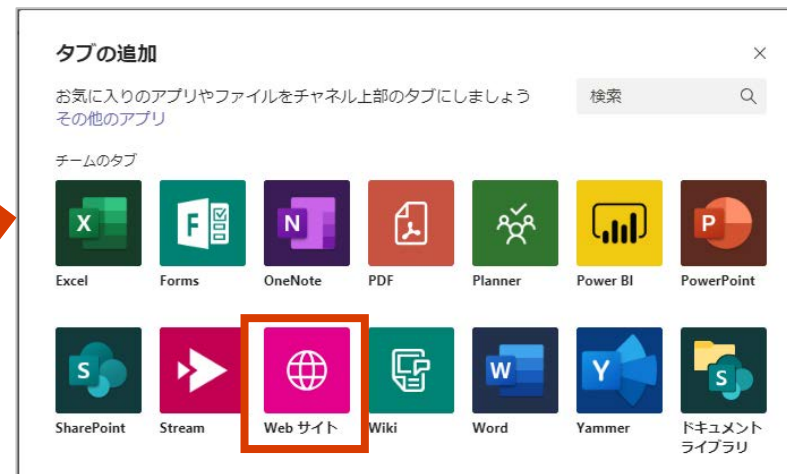 タブの追加
お気に入りのアプリやファイルをチャネル上部のタブにしましょう
その他のアプリ
検索
チームのタブ
X F N P
Excel Forms OneNote PDF Planner Power BI PowerPoint
S W Y S
SharePoint Stream Web サイト Wiki Word Yammer ドキュメント
ライブラリ